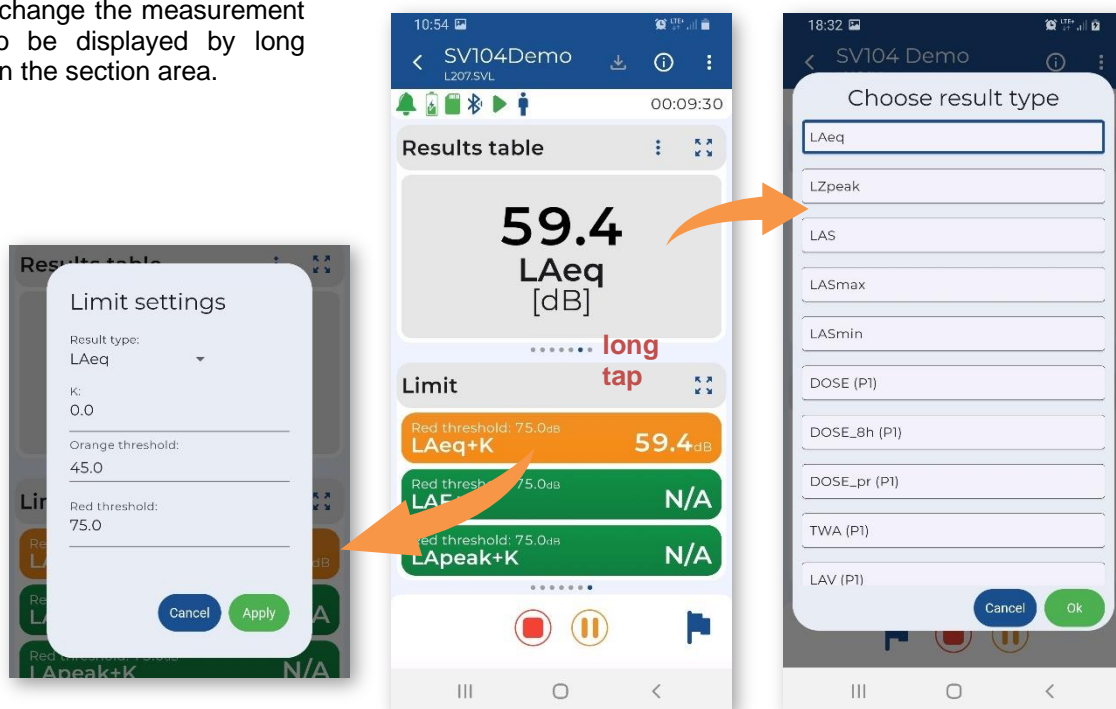 change the measurement
o be displayed by long
n the section area.
Limit settings
Result type:
LAeq
K:
0.0
Orange threshold:
45.0
Red threshold:
75.0
Cancel
Apply
N/A
10:54
LTE+
SV104Demo
L207.SVL
00:09:30
Results table
59.4
LAeq
[dB]
long
tap
Limit
Red threshold: 75.0dB
LAeq+K
59.4dB
75.0dB
N/A
Red threshold: 75.0dB
LApeak+K
N/A
18:32
LTE+
SV104 Demo
Choose result type
LAeq
LZpeak
LAS
LASmax
LASmin
DOSE (P1)
DOSE_8h (P1)
DOSE_pr (P1)
TWA (P1)
LAV (P1)
Cancel
Ok